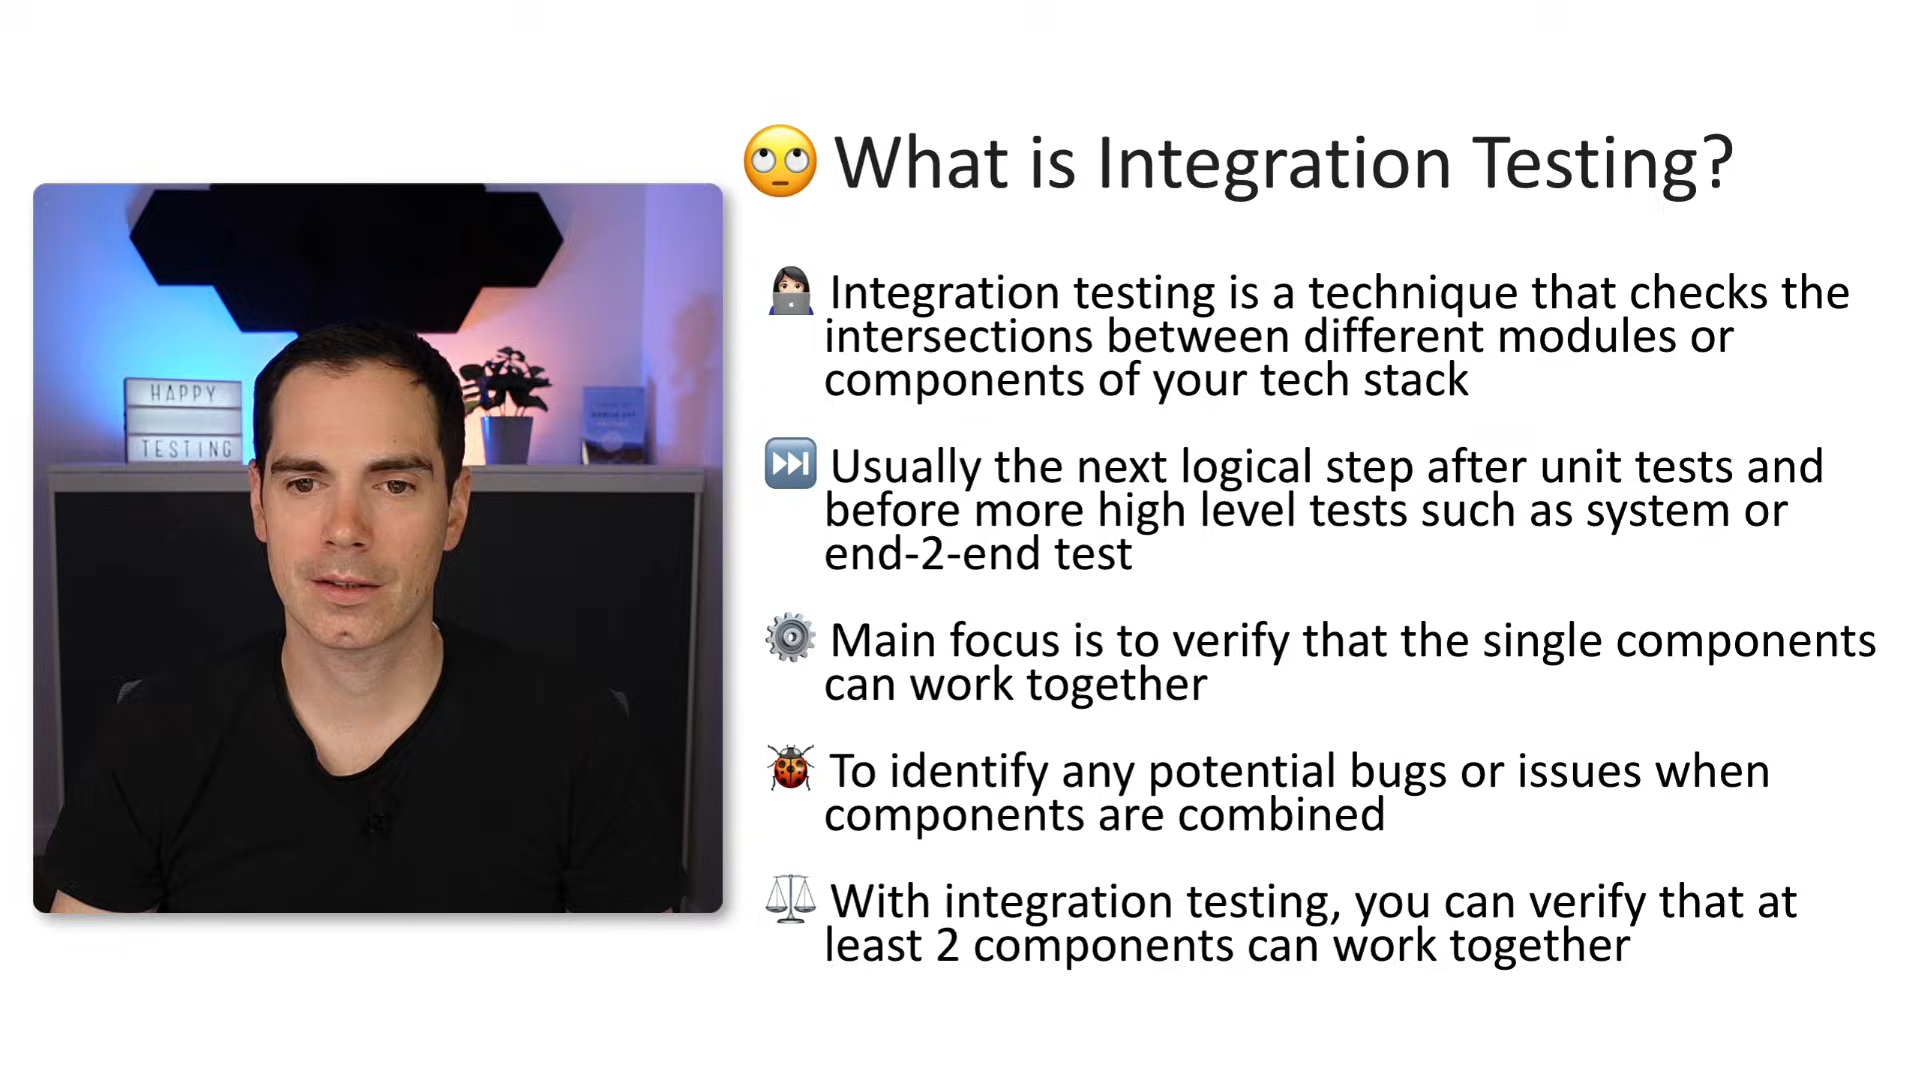 🙄 What is Integration Testing?
HAPPY
TESTING
👩🏻‍💻 Integration testing is a technique that checks the
intersections between different modules or
components of your tech stack
⏭️ Usually the next logical step after unit tests and
before more high level tests such as system or
end-2-end test
⚙️ Main focus is to verify that the single components
can work together
🐞 To identify any potential bugs or issues when
components are combined
⚖️ With integration testing, you can verify that at
least 2 components can work together